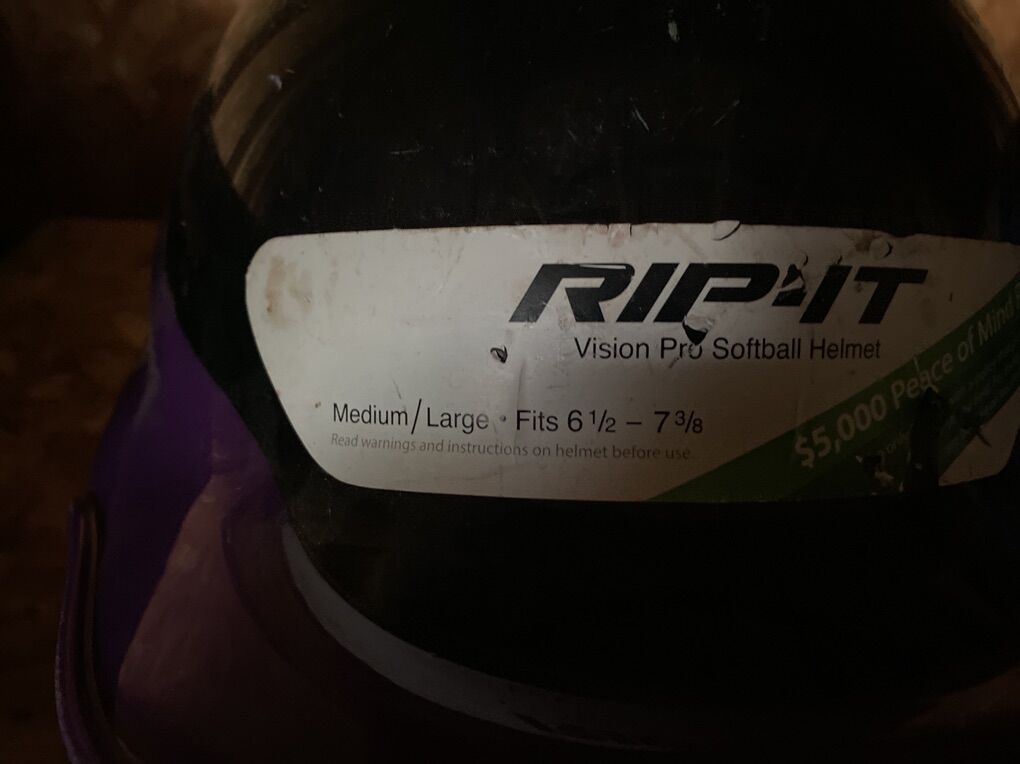 RIP-IT
Vision Pro Softball Helmet
Medium/Large • Fits 6 1/2 – 7 3/8
Read warnings and instructions on helmet before use
$5,000 Peace of Mind